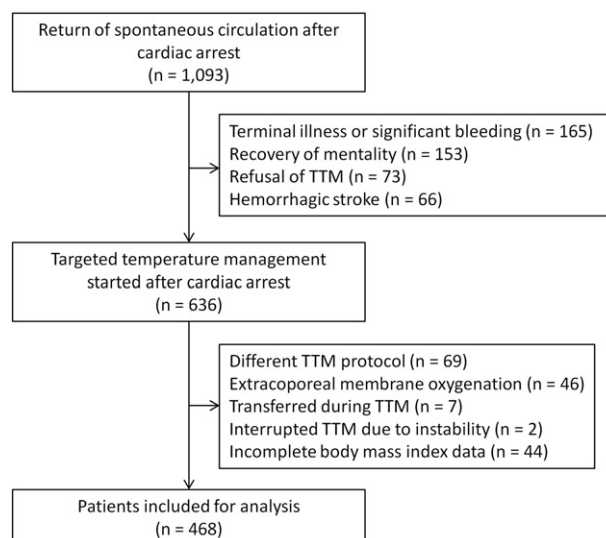 Return of spontaneous circulation after
cardiac arrest
(n = 1,093)
Terminal illness or significant bleeding (n = 165)
Recovery of mentality (n = 153)
Refusal of TTM (n = 73)
Hemorrhagic stroke (n = 66)
Targeted temperature management
started after cardiac arrest
(n = 636)
Different TTM protocol (n = 69)
Extracoporeal membrane oxygenation (n = 46)
Transferred during TTM (n = 7)
Interrupted TTM due to instability (n = 2)
Incomplete body mass index data (n = 44)
Patients included for analysis
(n = 468)